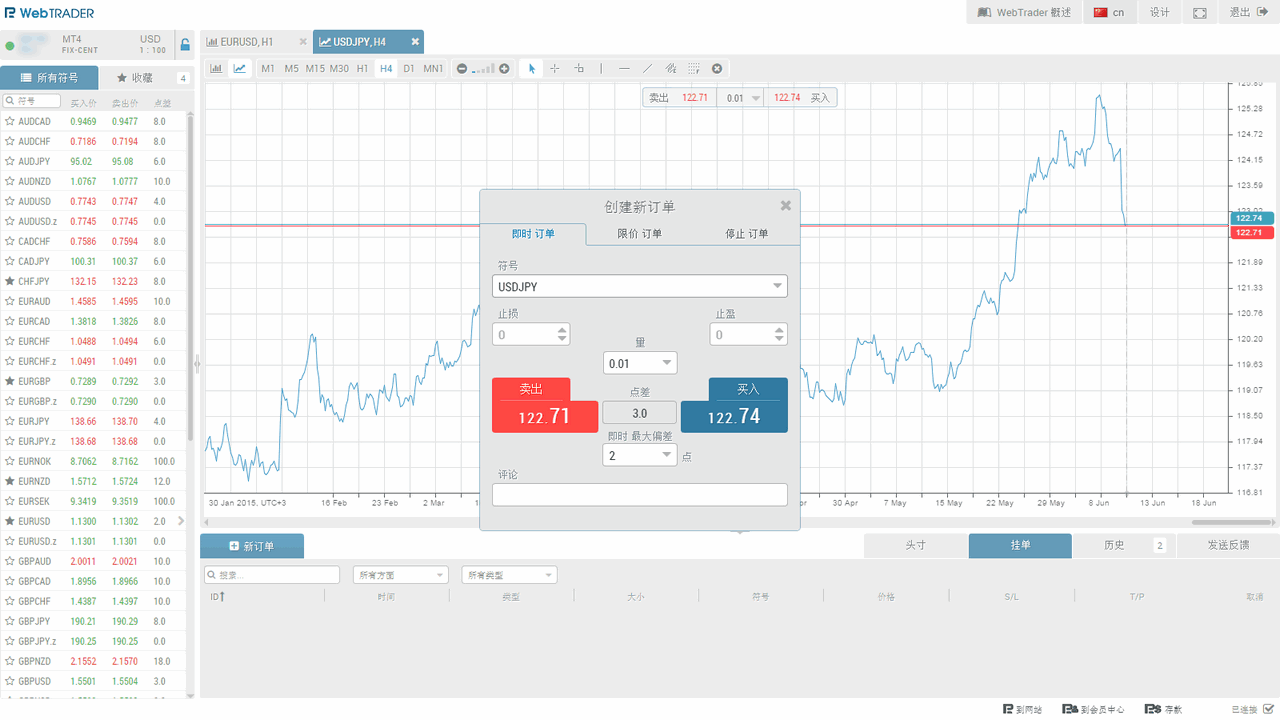 WebTRADER
WebTrader 概述
cn
设计
退出
MT4
FIX-CENT
USD
1 : 100
EURUSD, H1
USDJPY, H4
所有符号
收藏
4
M1 M5 M15 M30 H1 H4 D1 MN1
符号 买入价 卖出价 点差
AUDCAD 0.9469 0.9477 8.0
AUDCHF 0.7186 0.7194 8.0
AUDJPY 95.02 95.08 6.0
AUDNZD 1.0767 1.0777 10.0
AUDUSD 0.7743 0.7747 4.0
AUDUSD.z 0.7745 0.7745 0.0
CADCHF 0.7586 0.7594 8.0
CADJPY 100.31 100.37 6.0
CHFJPY 132.15 132.23 8.0
EURAUD 1.4585 1.4595 10.0
EURCAD 1.3818 1.3826 8.0
EURCHF 1.0488 1.0494 6.0
EURCHF.z 1.0491 1.0491 0.0
EURGBP 0.7289 0.7292 3.0
EURGBP.z 0.7290 0.7290 0.0
EURJPY 138.66 138.70 4.0
EURJPY.z 138.68 138.68 0.0
EURNOK 8.7062 8.7162 100.0
EURNZD 1.5712 1.5724 12.0
EURSEK 9.3419 9.3519 100.0
EURUSD 1.1300 1.1302 2.0
EURUSD.z 1.1301 1.1301 0.0
GBPAUD 2.0011 2.0021 10.0
GBPCAD 1.8956 1.8966 10.0
GBPCHF 1.4387 1.4397 10.0
GBPJPY 190.21 190.29 8.0
GBPJPY.z 190.25 190.25 0.0
GBPNZD 2.1552 2.1570 18.0
GBPUSD 1.5501 1.5504 3.0
卖出 122.71 0.01 122.74 买入
125.28
124.72
124.15
123.59
123.02
122.74
122.71
121.89
121.33
120.76
120.20
119.63
119.07
118.50
117.94
117.37
116.81
30 Jan 2015, UTC+3 16 Feb 23 Feb 2 Mar 30 Apr 7 May 15 May 22 May 29 May 8 Jun 13 Jun 18 Jun
创建新订单
即时 订单 限价 订单 停止 订单
符号
USDJPY
止损 止盈
0 0
量
0.01
卖出 点差 买入
122.71 3.0 122.74
即时 最大偏差
2 点
评论
新订单
头寸 挂单 历史 2 发送反馈
搜索... 所有方面 所有类型
ID 时间 类型 大小 符号 价格 S/L T/P 取消
到网站 到会员中心 存款 已连接